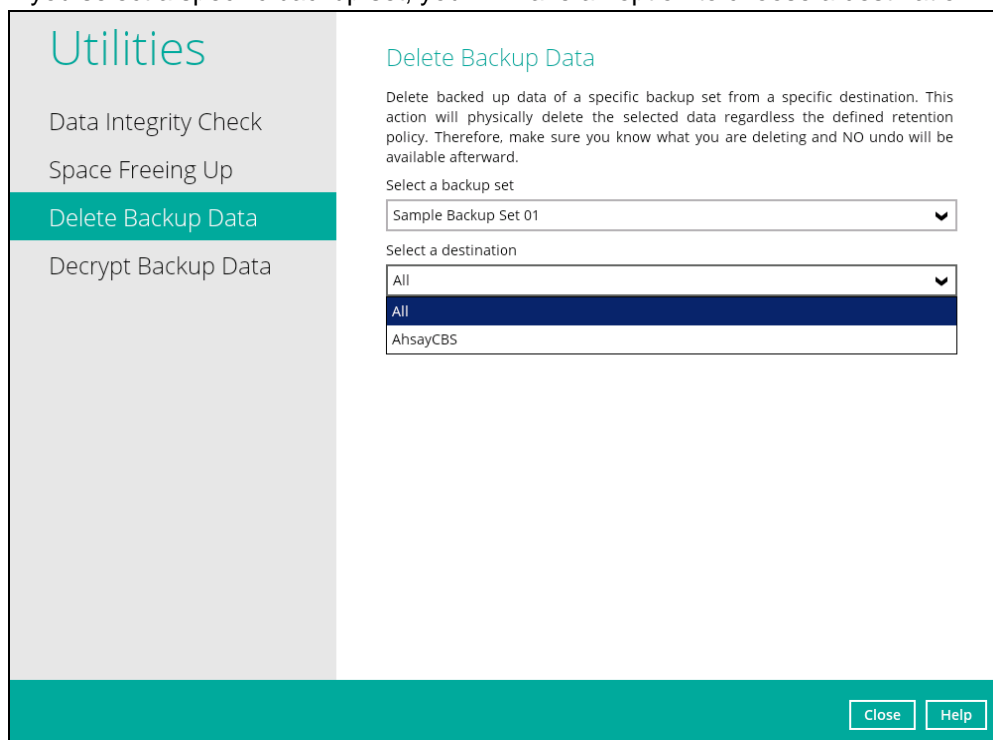 Utilities
Data Integrity Check
Space Freeing Up
Delete Backup Data
Decrypt Backup Data
Delete Backup Data
Delete backed up data of a specific backup set from a specific destination. This
action will physically delete the selected data regardless the defined retention
policy. Therefore, make sure you know what you are deleting and NO undo will be
available afterward.
Select a backup set
Sample Backup Set 01
Select a destination
All
All
AhsayCBS
Close
Help